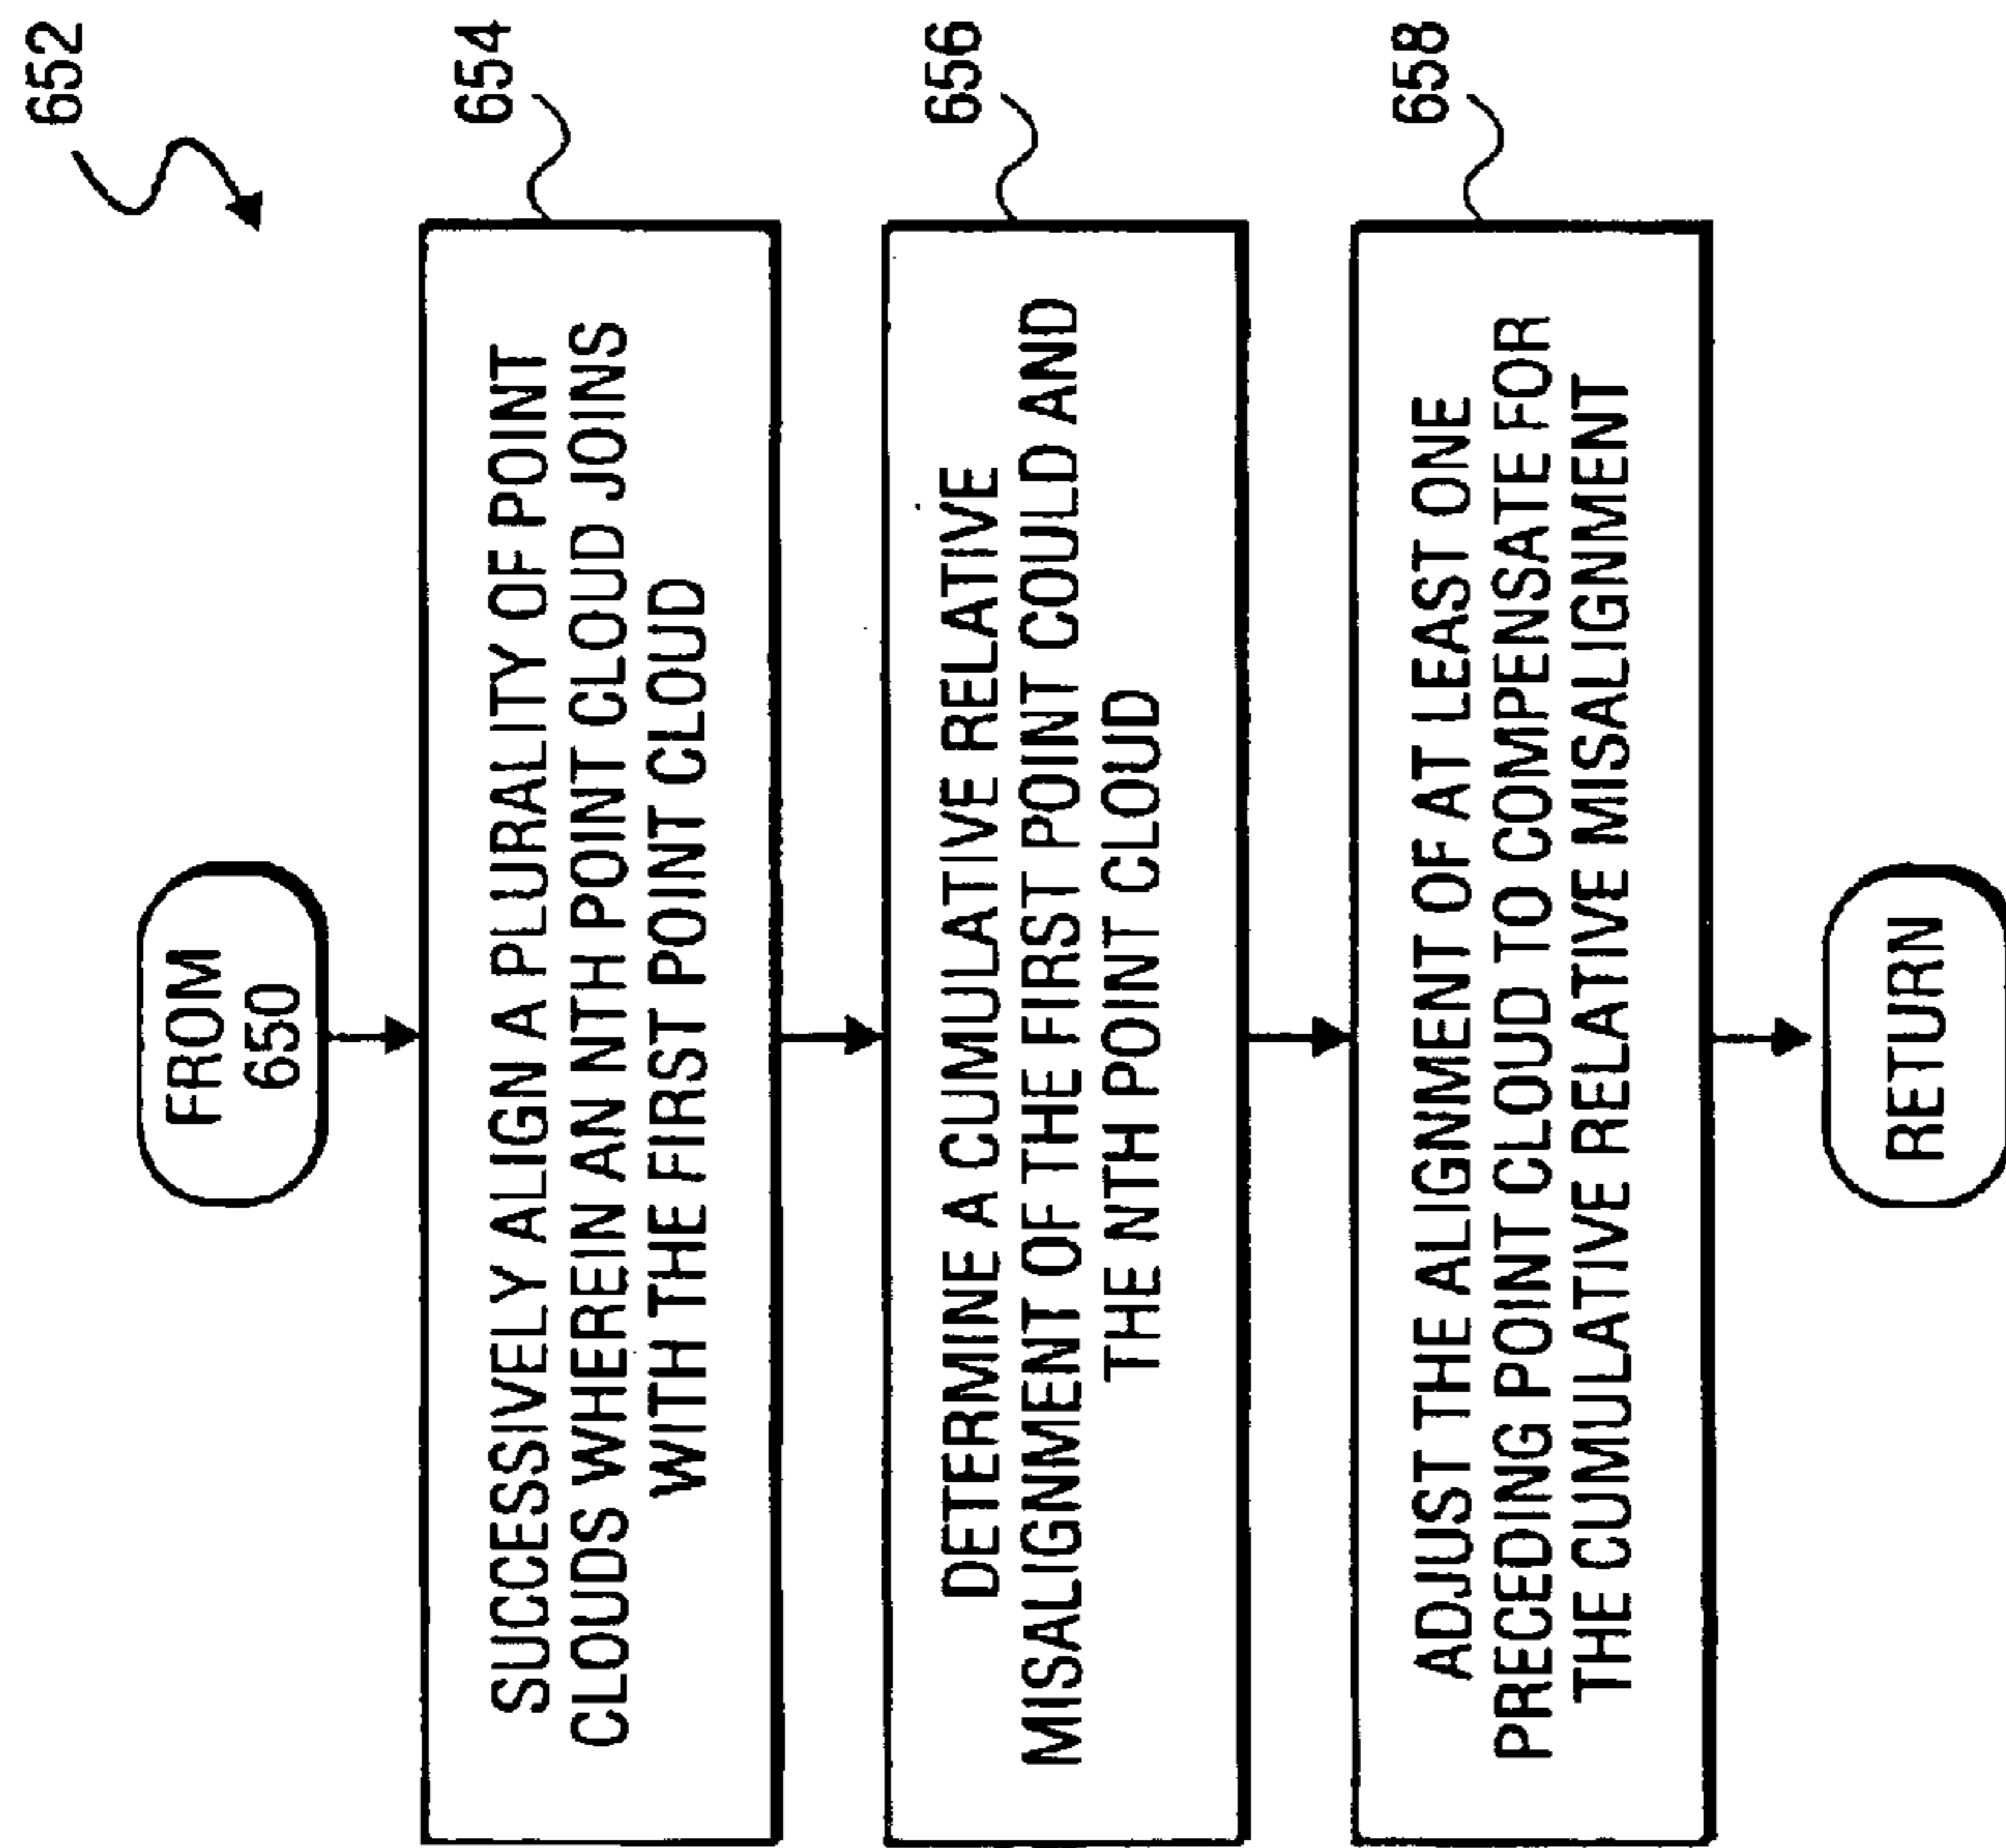 652
FROM
650
654
SUCCESSIVELY ALIGN A PLURALITY OF POINT
CLOUDS WHEREIN AN NTH POINT CLOUD JOINS
WITH THE FIRST POINT CLOUD
656
DETERMINE A CUMULATIVE RELATIVE
MISALIGNMENT OF THE FIRST POINT COULD AND
THE NTH POINT CLOUD
658
ADJUST THE ALIGNMENT OF AT LEAST ONE
PRECEDING POINT CLOUD TO COMPENSATE FOR
THE CUMULATIVE RELATIVE MISALIGNMENT
RETURN